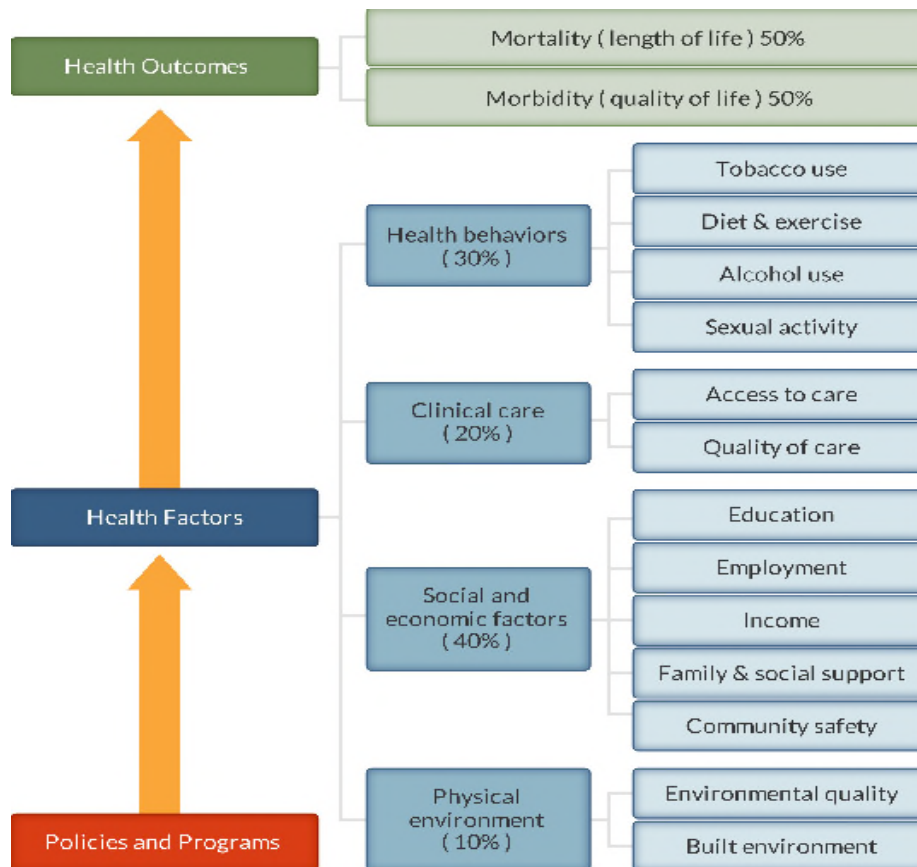 Health Outcomes
Mortality ( length of life ) 50%
Morbidity ( quality of life ) 50%
Health Factors
Health behaviors
( 30% )
Tobacco use
Diet & exercise
Alcohol use
Sexual activity
Clinical care
( 20% )
Access to care
Quality of care
Social and
economic factors
( 40% )
Education
Employment
Income
Family & social support
Community safety
Physical
environment
( 10% )
Environmental quality
Built environment
Policies and Programs